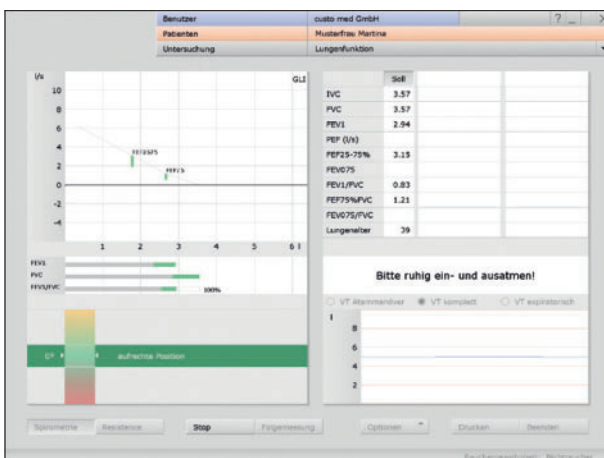 Benutzer custo med GmbH ? _ X
Patienten Musterfrau Martina
Untersuchung Lungenfunktion
l/s GLI
10
8
6
4
2
0
-2
-4
FEF2575
FEF75
1 2 3 4 5 6 l
FEV1
FVC
FEV1/FVC 100%
0° aufrechte Position
Soll
IVC 3.57
FVC 3.57
FEV1 2.94
PEF (l/s)
FEF25-75% 3.15
FEV075
FEV1/FVC 0.83
FEF75%FVC 1.21
FEV075/FVC
Lungenalter 39
Bitte ruhig ein- und ausatmen!
VT Atemmanöver VT komplett VT expiratorisch
l
8
6
4
2
Spirometrie Resistance Stop Folgemessung Optionen Drucken Beenden